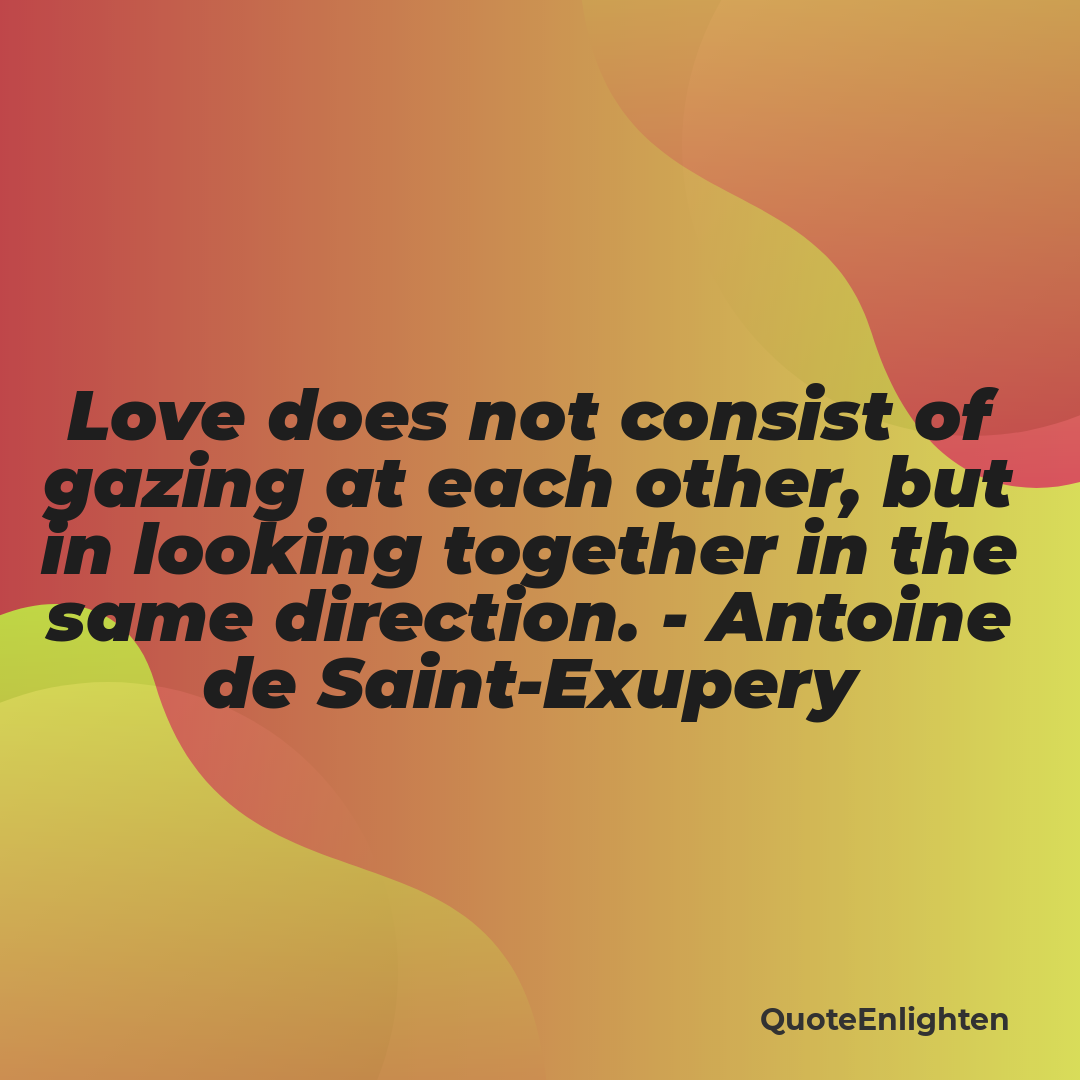 Love does not consist of
gazing at each other, but
in looking together in the
same direction. - Antoine
de Saint-Exupery
QuoteEnlighten